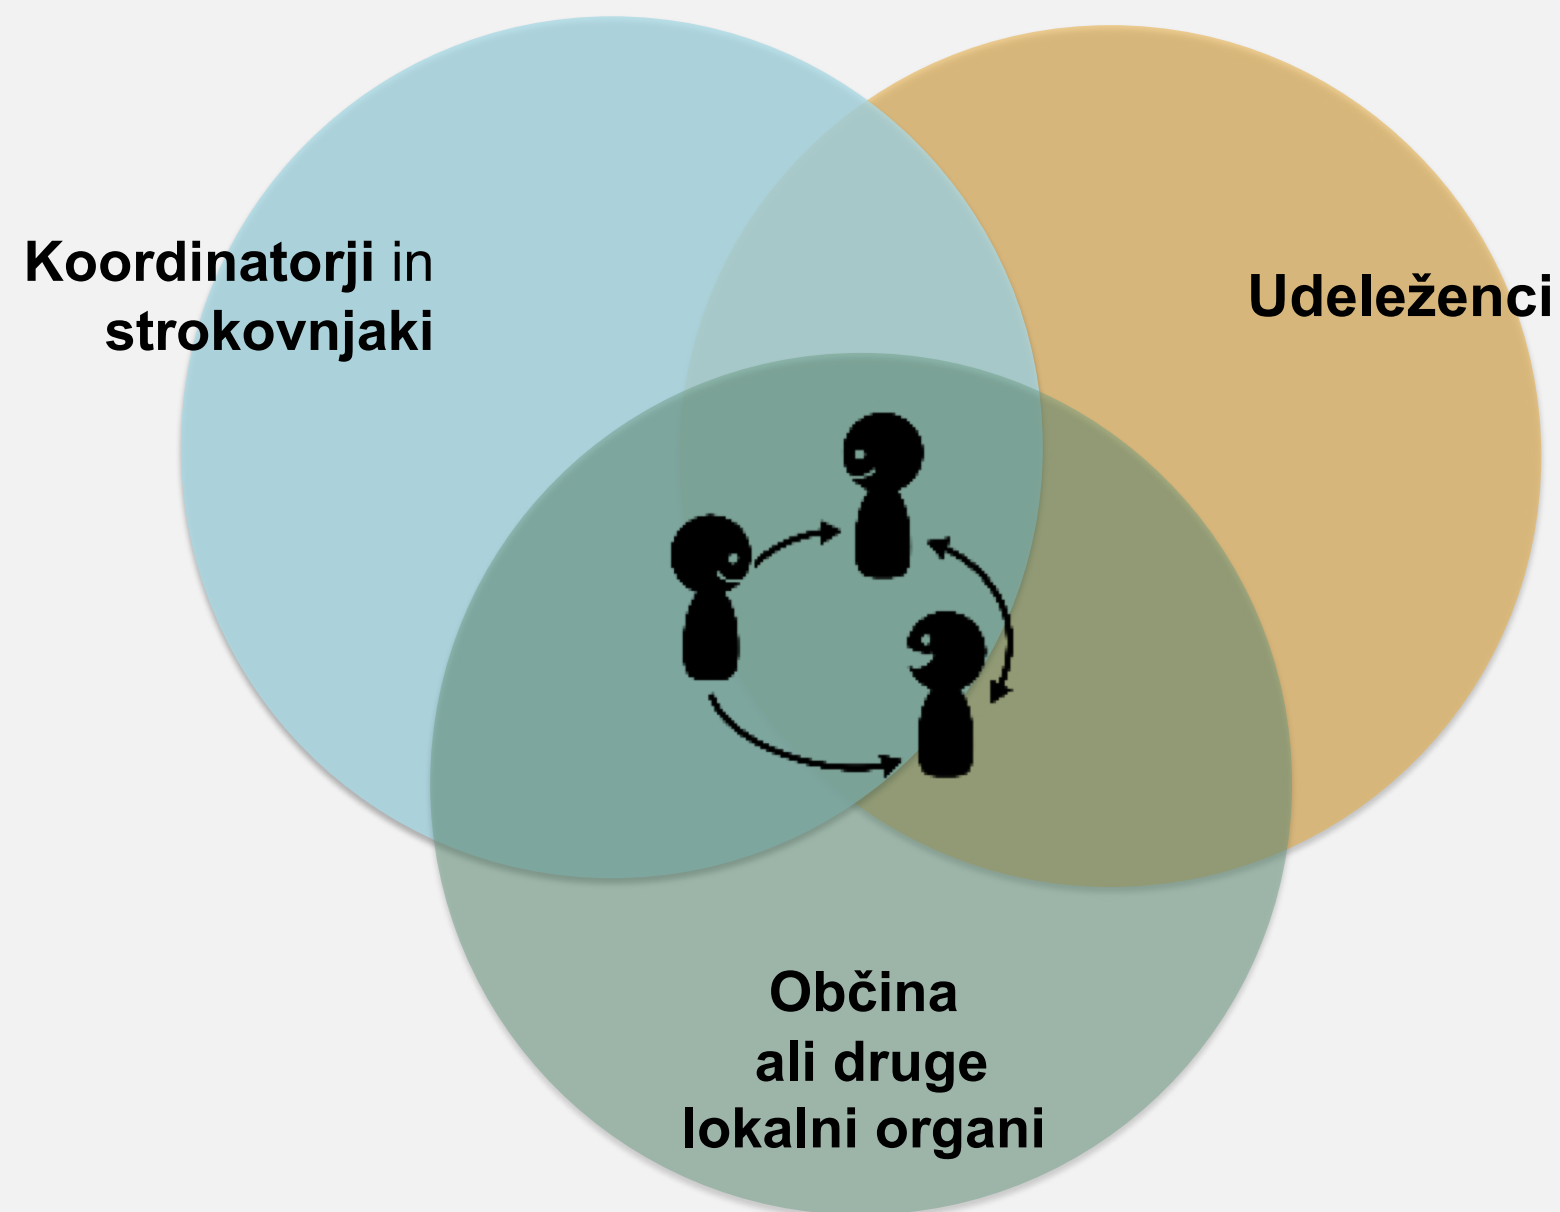 Koordinatorji in
strokovnjaki
Udeleženci
Občina
ali druge
lokalni organi